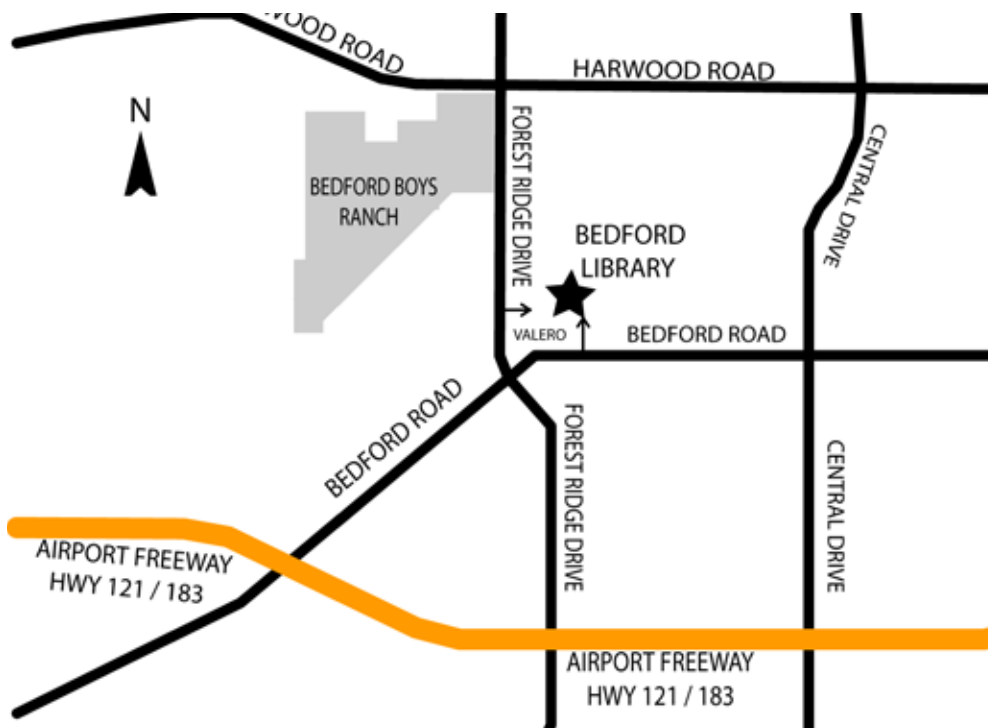 WOOD ROAD
HARWOOD ROAD
N
FOREST RIDGE DRIVE
CENTRAL DRIVE
BEDFORD BOYS
RANCH
BEDFORD
LIBRARY
VALERO
BEDFORD ROAD
BEDFORD ROAD
FOREST RIDGE DRIVE
CENTRAL DRIVE
AIRPORT FREEWAY
HWY 121 / 183
AIRPORT FREEWAY
HWY 121 / 183